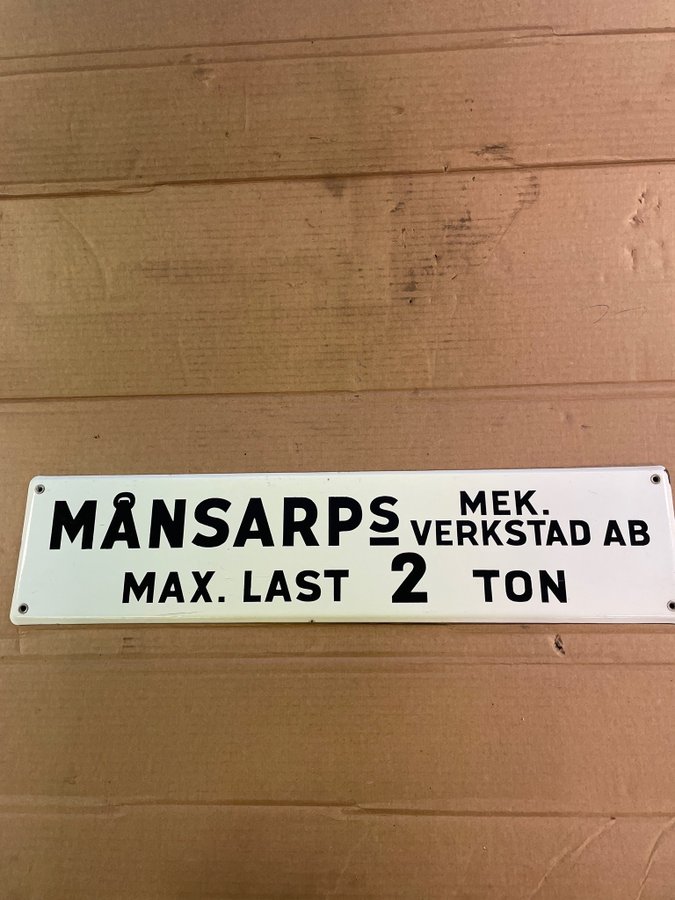 MÅNSARPS MEK. VERKSTAD AB
MAX. LAST 2 TON